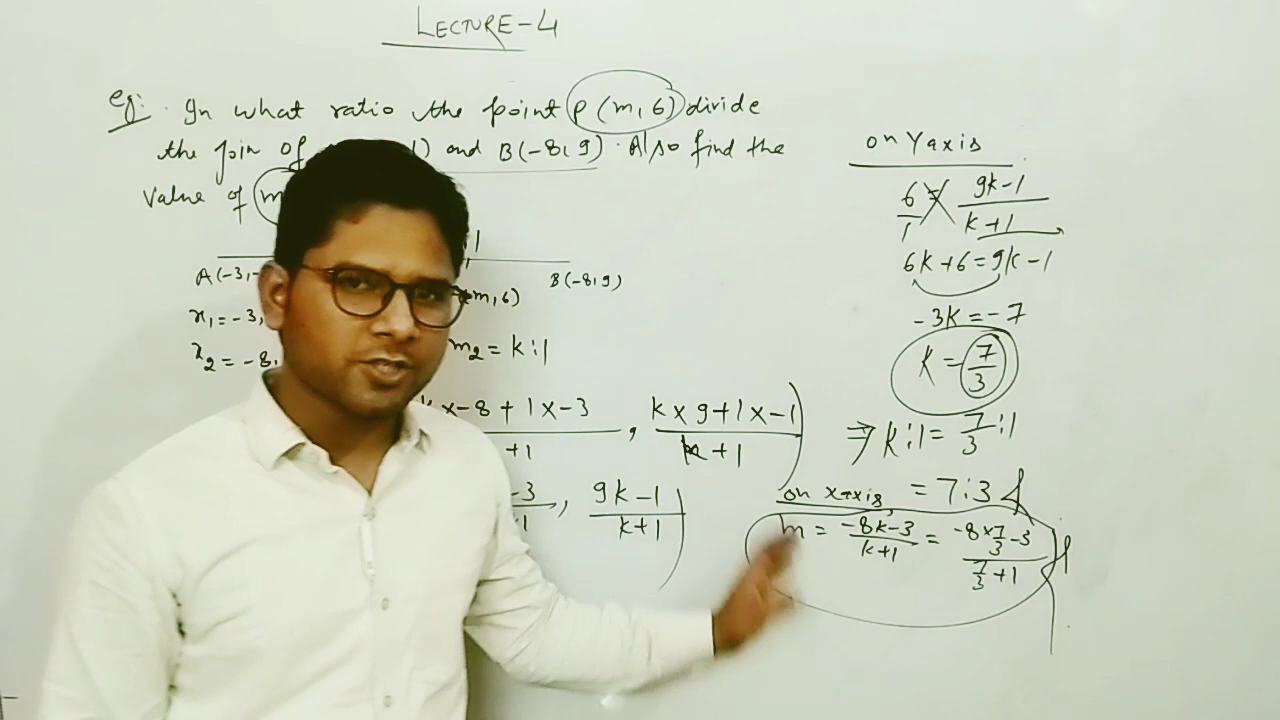 LECTURE-4
eg: In what ratio the point P(m, 6) divide
the join of 1) and B(-8, 9). Also find the
value of m
1
A(-3,-
B(-8, 9)
m, 6)
x₁ = -3,
x₂ = -8,
m₂ = k:1
k x -8 + 1 x -3 / +1 , k x 9 + 1 x -1 / k + 1 )
-3 / +1 , 9k - 1 / k + 1 )
on Y axis
6/1 = 9k - 1 / k + 1
6k + 6 = 9k - 1
-3k = -7
k = 7/3
⇒ k:1 = 7/3 : 1
= 7:3
on x axis
m = -8k - 3 / k + 1 = -8 x 7/3 - 3 / 7/3 + 1